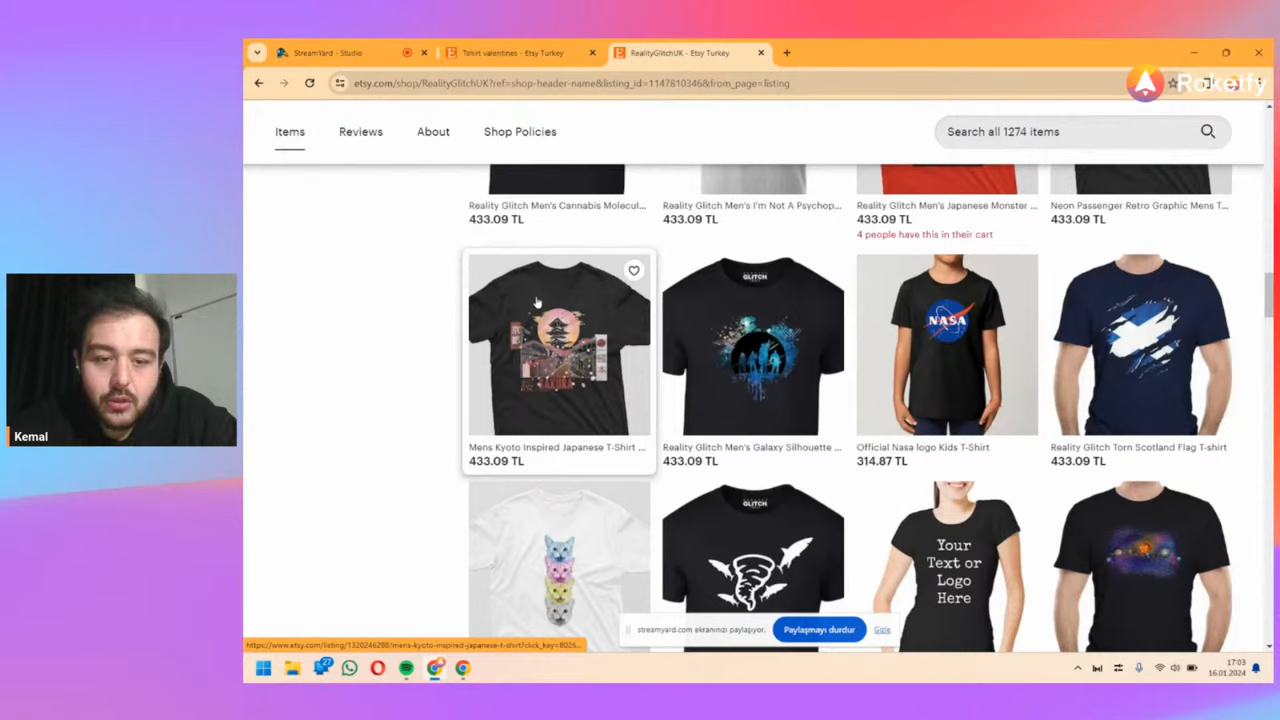 StreamYard - Studio
Tshirt valentines - Etsy Turkey
RealityGlitchUK - Etsy Turkey
etsy.com/shop/RealityGlitchUK?ref=shop-header-name&listing_id=1147810346&from_page=listing
Roketfy
Items
Reviews
About
Shop Policies
Search all 1274 items
Reality Glitch Men's Cannabis Molecul...
433.09 TL
Reality Glitch Men's I'm Not A Psychop...
433.09 TL
Reality Glitch Men's Japanese Monster ...
433.09 TL
4 people have this in their cart
Neon Passenger Retro Graphic Mens T...
433.09 TL
GLITCH
NASA
Mens Kyoto Inspired Japanese T-Shirt ...
433.09 TL
Reality Glitch Men's Galaxy Silhouette ...
433.09 TL
Official Nasa logo Kids T-Shirt
314.87 TL
Reality Glitch Torn Scotland Flag T-shirt
433.09 TL
GLITCH
Your
Text or
Logo
Here
Kemal
streamyard.com ekranınızı paylaşıyor.
Paylaşmayı durdur
Gizle
https://www.etsy.com/listing/1320246288/mens-kyoto-inspired-japanese-t-shirt?click_key=8026...
27
17:03
16.01.2024